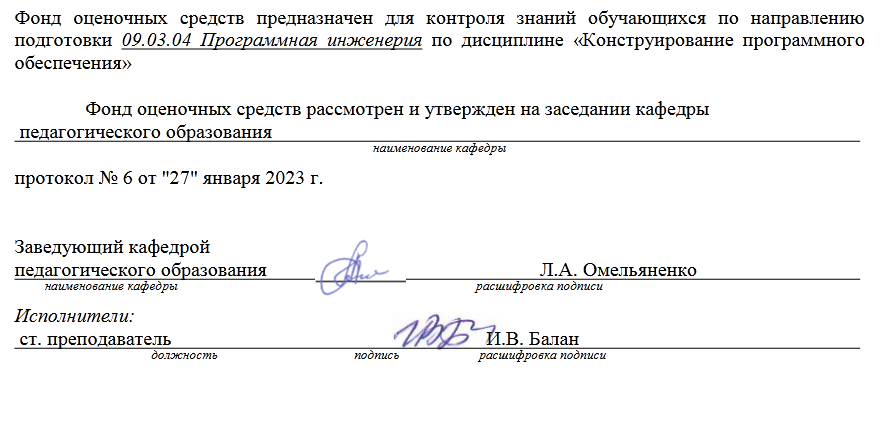 Фонд оценочных средств предназначен для контроля знаний обучающихся по направлению
подготовки 09.03.04 Программная инженерия по дисциплине «Конструирование программного
обеспечения»
Фонд оценочных средств рассмотрен и утвержден на заседании кафедры
педагогического образования
наименование кафедры
протокол № 6 от "27" января 2023 г.
Заведующий кафедрой
педагогического образования Л.А. Омельяненко
наименование кафедры расшифровка подписи
Исполнители:
ст. преподаватель И.В. Балан
должность подпись расшифровка подписи